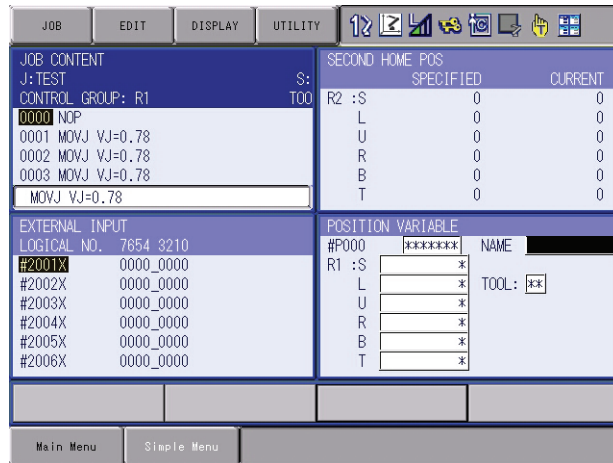 JOB EDIT DISPLAY UTILITY 12
JOB CONTENT
J:TEST S:
CONTROL GROUP: R1 TOO
0000 NOP
0001 MOVJ VJ=0.78
0002 MOVJ VJ=0.78
0003 MOVJ VJ=0.78
MOVJ VJ=0.78
SECOND HOME POS
SPECIFIED CURRENT
R2 :S 0 0
L 0 0
U 0 0
R 0 0
B 0 0
T 0 0
EXTERNAL INPUT
LOGICAL NO. 7654 3210
#2001X 0000_0000
#2002X 0000_0000
#2003X 0000_0000
#2004X 0000_0000
#2005X 0000_0000
#2006X 0000_0000
POSITION VARIABLE
#P000 ******* NAME
R1 :S *
L * TOOL: **
U *
R *
B *
T *
Main Menu Simple Menu